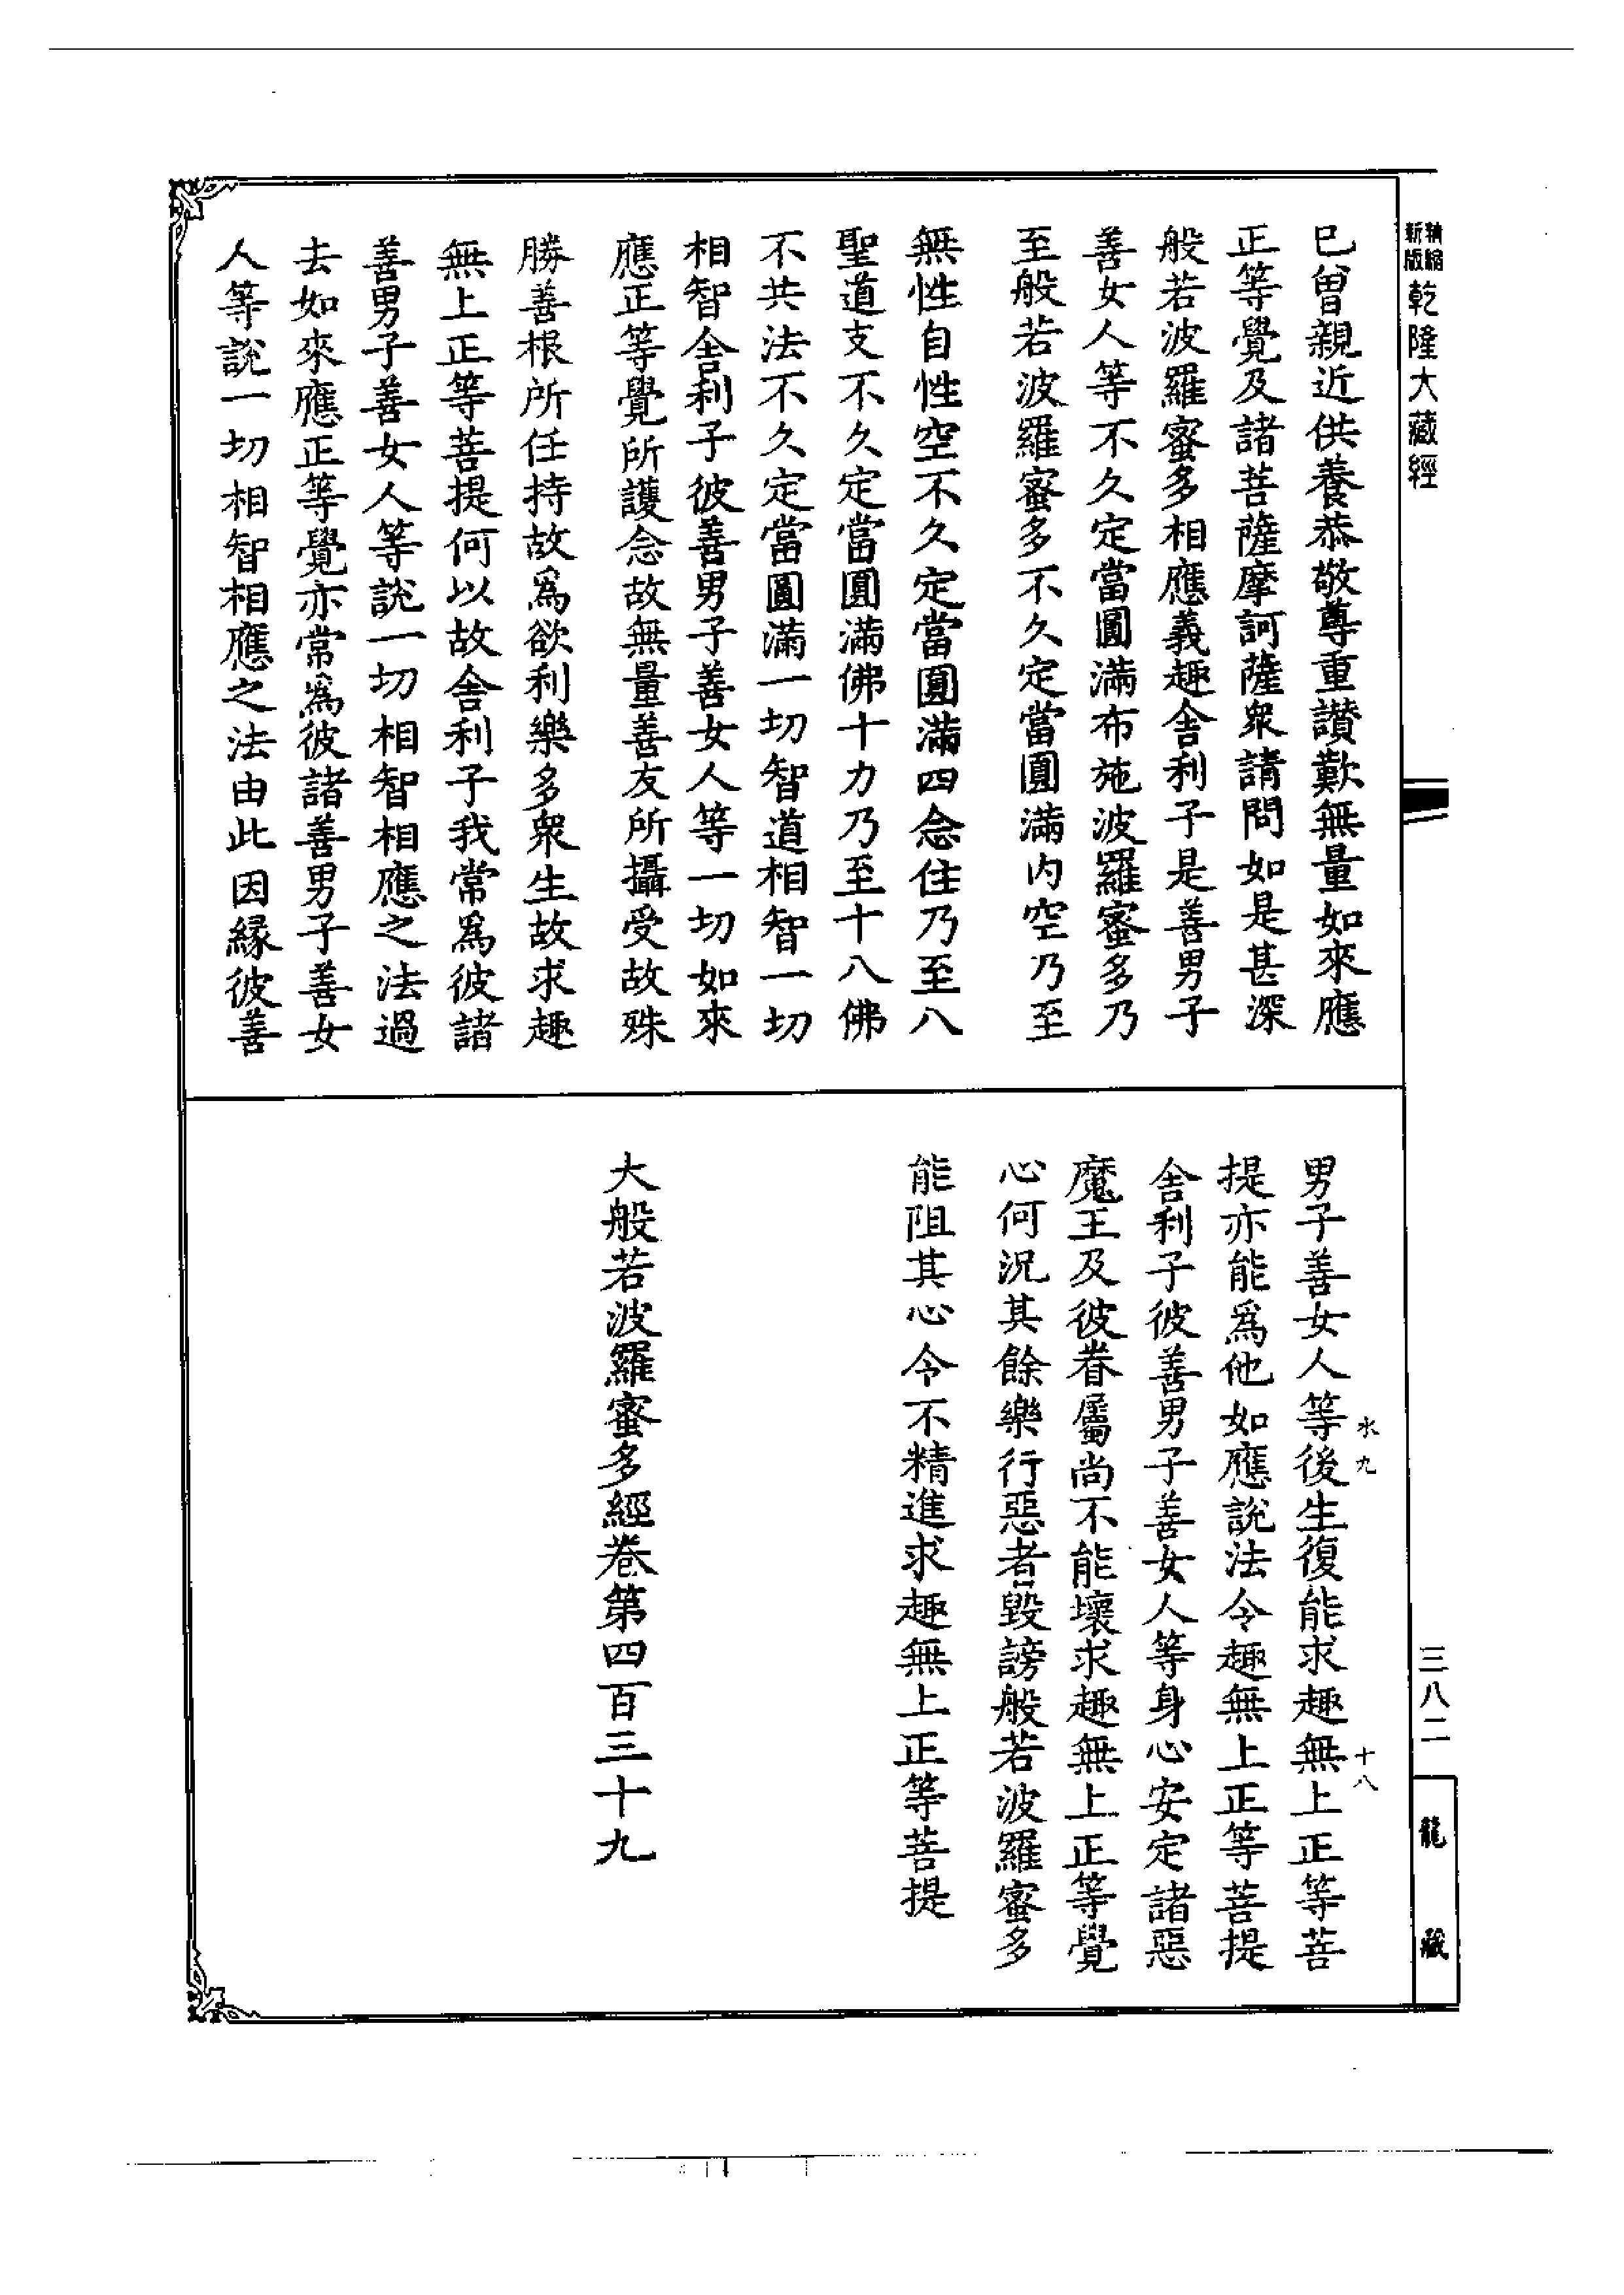 精縮新版乾隆大藏經
已曾親近供養恭敬尊重讚歎無量如來應
正等覺及諸菩薩摩訶薩衆請問如是甚深
般若波羅蜜多相應義趣舍利子是善男子
善女人等不久定當圓滿布施波羅蜜多乃
至般若波羅蜜多不久定當圓滿內空乃至
無性自性空不久定當圓滿四念住乃至八
聖道支不久定當圓滿佛十力乃至十八佛
不共法不久定當圓滿一切智道相智一切
相智舍利子彼善男子善女人等一切如來
應正等覺所護念故無量善友所攝受故殊
勝善根所任持故爲欲利樂多衆生故求趣
無上正等菩提何以故舍利子我常爲彼諸
善男子善女人等說一切相智相應之法過
去如來應正等覺亦常爲彼諸善男子善女
人等說一切相智相應之法由此因緣彼善
三八二
龍藏
水九 十八
男子善女人等後生復能求趣無上正等菩
提亦能爲他如應說法令趣無上正等菩提
舍利子彼善男子善女人等身心安定諸惡
魔王及彼眷屬尚不能壞求趣無上正等覺
心何況其餘樂行惡者毀謗般若波羅蜜多
能阻其心令不精進求趣無上正等菩提
大般若波羅蜜多經卷第四百三十九